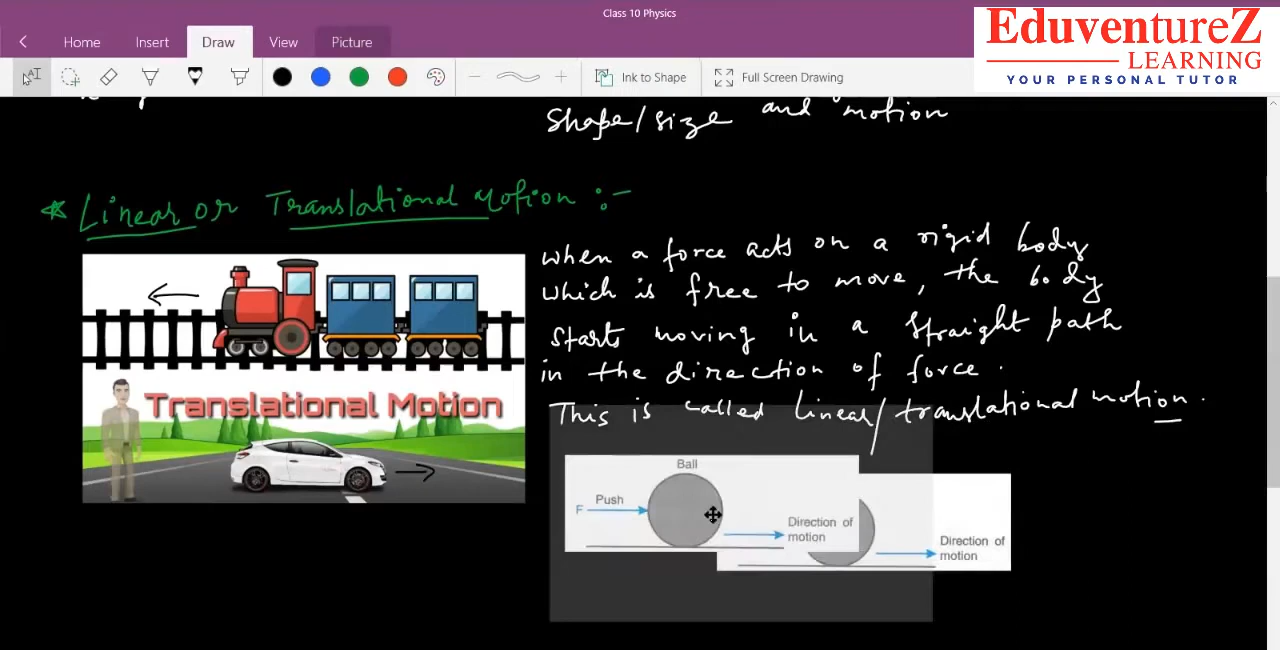 Class 10 Physics
Home Insert Draw View Picture
Ink to Shape Full Screen Drawing
EduventureZ
LEARNING
YOUR PERSONAL TUTOR
Shape/size and motion
* Linear or Translational Motion :-
When a force acts on a rigid body
which is free to move, the body
starts moving in a straight path
in the direction of force.
This is called linear/translational motion.
Translational Motion
Ball
Push
F
Direction of
motion
Direction of
motion